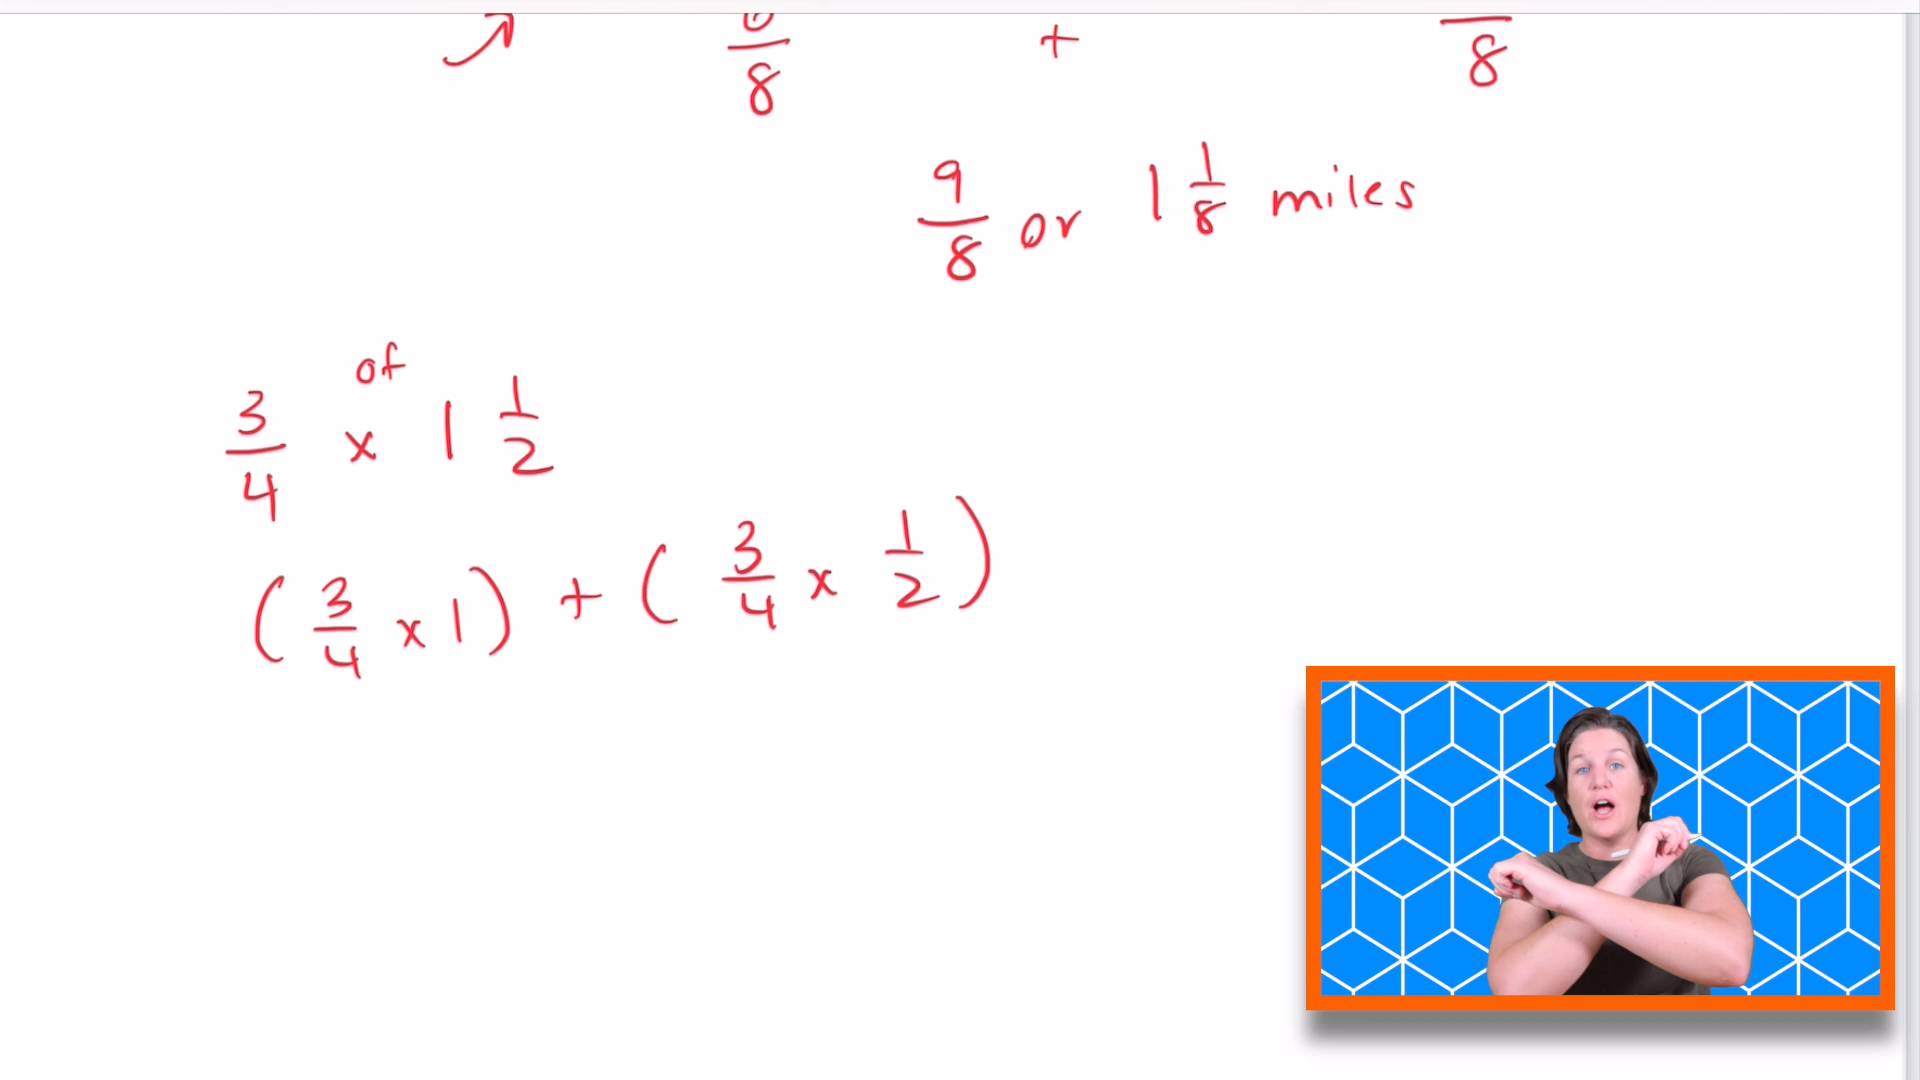 6/8 + /8
9/8 or 1 1/8 miles
of
3/4 x 1 1/2
(3/4 x 1) + (3/4 x 1/2)